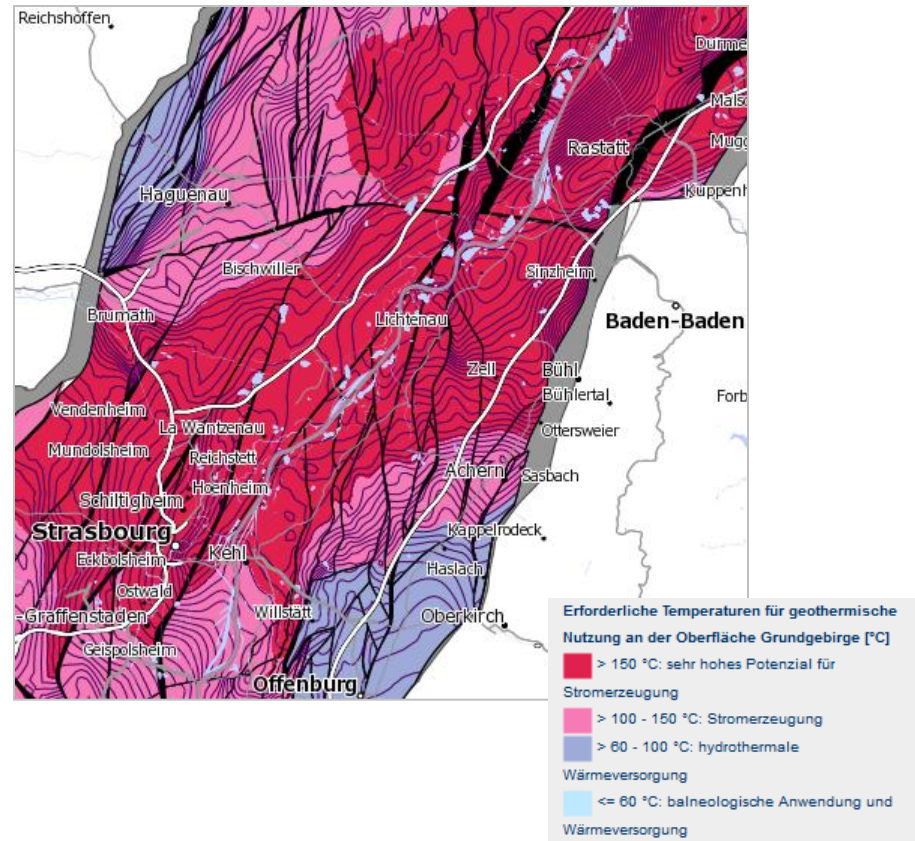 Reichshoffen
Durme
Malsc
Rastatt
Mugg
Haguenau
Kuppenh
Bischwiller
Sinzheim
Brumath
Lichtenau
Baden-Baden
Zell
Bühl
Bühlertal
Forb
Vendenheim
La Wantzenau
Ottersweier
Mundolsheim
Reichstett
Achern
Sasbach
Hoenheim
Schiltigheim
Strasbourg
Kappelrodeck
Kehl
Eckbolsheim
Haslach
Ostwald
-Graffenstaden
Willstätt
Oberkirch
Geispolsheim
Offenburg
Erforderliche Temperaturen für geothermische
Nutzung an der Oberfläche Grundgebirge [°C]
> 150 °C: sehr hohes Potenzial für
Stromerzeugung
> 100 - 150 °C: Stromerzeugung
> 60 - 100 °C: hydrothermale
Wärmeversorgung
<= 60 °C: balneologische Anwendung und
Wärmeversorgung